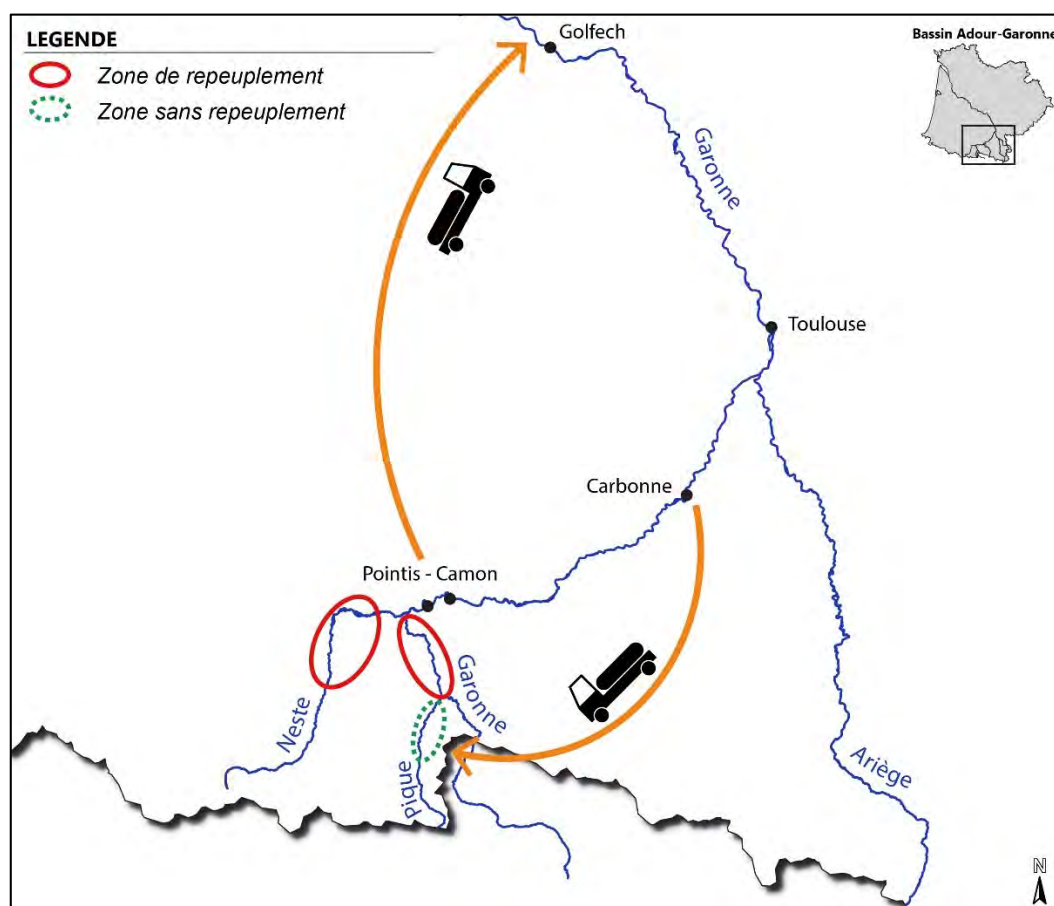 LEGENDE
Zone de repeuplement
Zone sans repeuplement
Bassin Adour-Garonne
Golfech
Garonne
Toulouse
Carbonne
Pointis - Camon
Garonne
Neste
Pique
Ariège
N